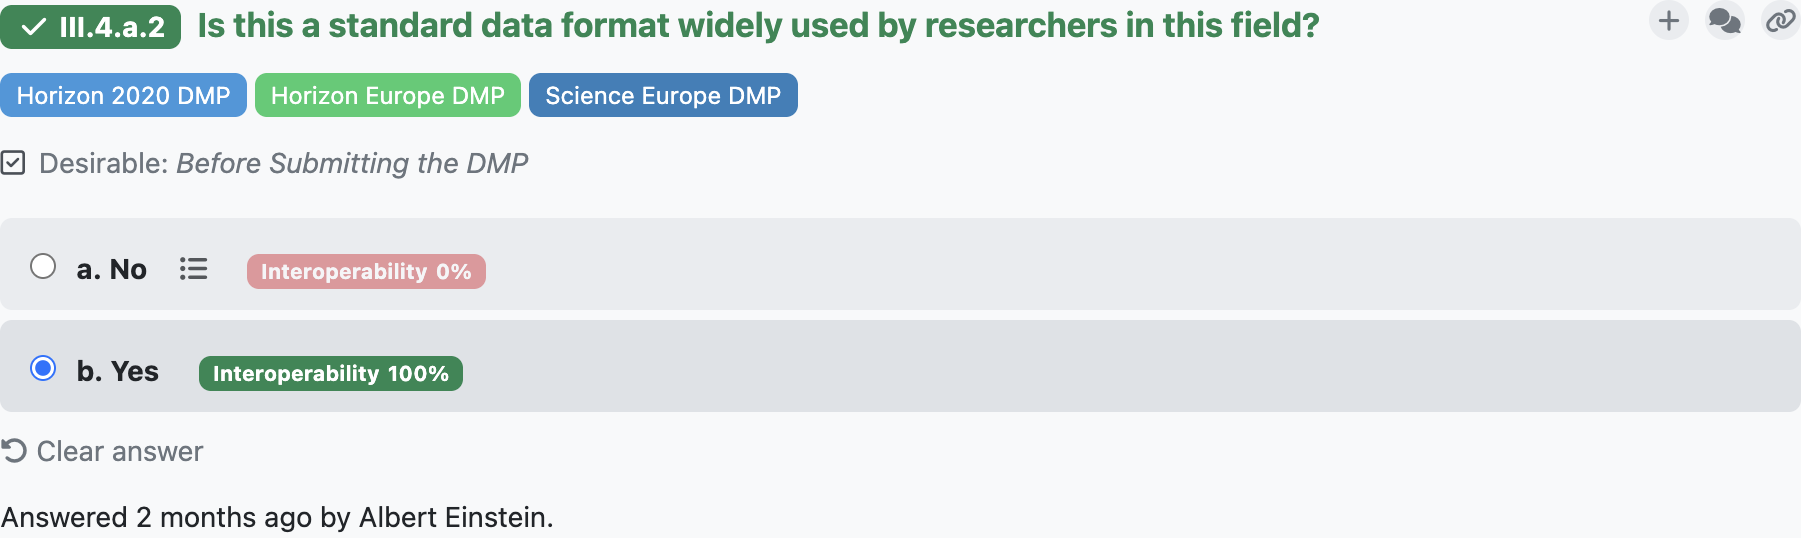 III.4.a.2 Is this a standard data format widely used by researchers in this field?
Horizon 2020 DMP Horizon Europe DMP Science Europe DMP
Desirable: Before Submitting the DMP
a. No Interoperability 0%
b. Yes Interoperability 100%
Clear answer
Answered 2 months ago by Albert Einstein.